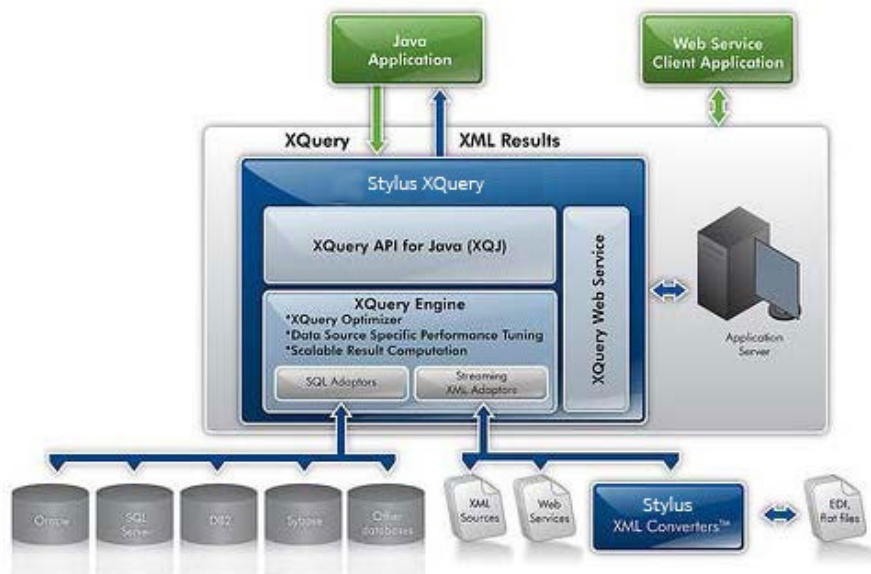 Java
Application
Web Service
Client Application
XQuery
XML Results
Stylus XQuery
XQuery API for Java (XQJ)
XQuery Engine
*XQuery Optimizer
*Data Source Specific Performance Tuning
*Scalable Result Computation
SQL Adaptors
Streaming
XML Adaptors
XQuery Web Service
Application
Server
Oracle
SQL
Server
DB2
Sybase
Other
databases
XML
Sources
Web
Services
Stylus
XML Converters™
EDI,
flat files